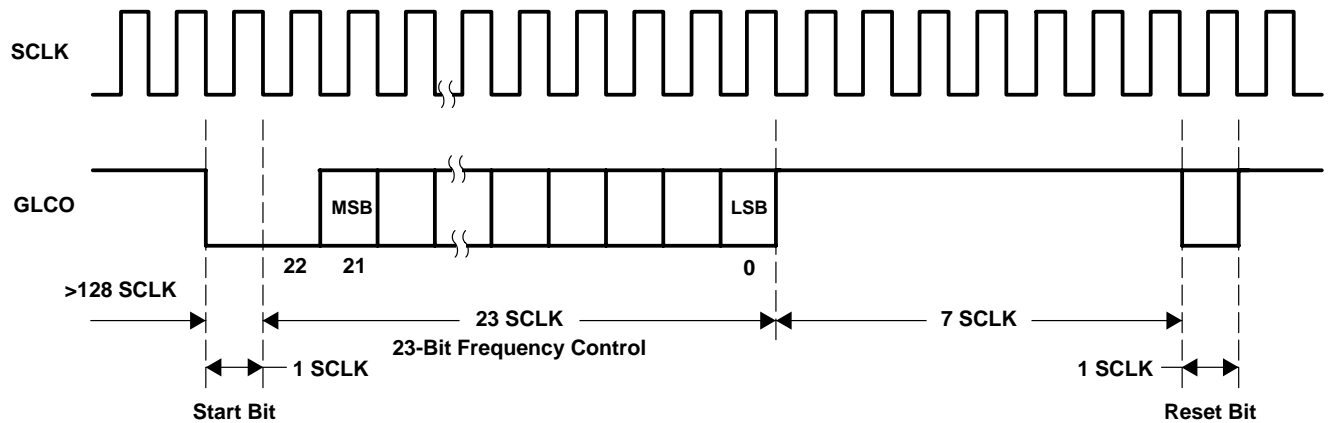 SCLK
GLCO
MSB
LSB
22
21
0
>128 SCLK
23 SCLK
7 SCLK
23-Bit Frequency Control
1 SCLK
1 SCLK
Start Bit
Reset Bit